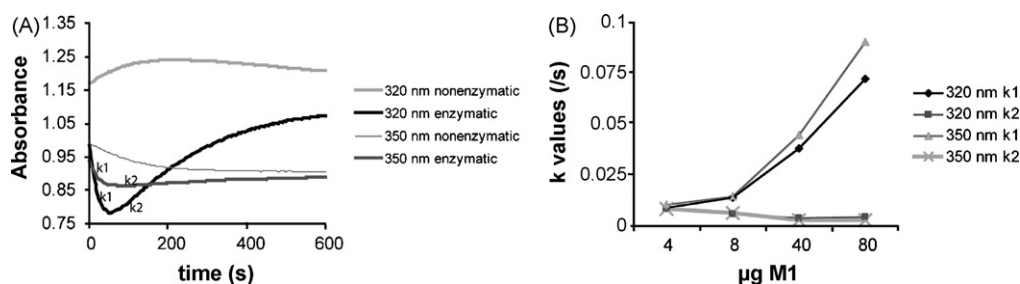 (A)
1.35
1.25
1.15
1.05
0.95
0.85
0.75
Absorbance
k1
k1
k2
k2
0
200
400
600
time (s)
320 nm nonenzymatic
320 nm enzymatic
350 nm nonenzymatic
350 nm enzymatic
(B)
0.1
0.075
0.05
0.025
0
k values (/s)
4
8
40
80
µg M1
320 nm k1
320 nm k2
350 nm k1
350 nm k2